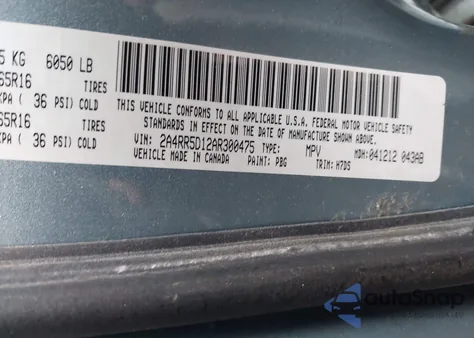 5 KG 6050 LB
65R16 TIRES
KPA ( 36 PSI) COLD
65R16 TIRES
KPA ( 36 PSI) COLD
THIS VEHICLE CONFORMS TO ALL APPLICABLE U.S.A. FEDERAL MOTOR VEHICLE SAFETY
STANDARDS IN EFFECT ON THE DATE OF MANUFACTURE SHOWN ABOVE.
VIN: 2A4RR5D12AR300475 TYPE: MPV MDH: 041212 043AB
VEHICLE MADE IN CANADA PAINT: PBG TRIM: H7DS
autoSnap